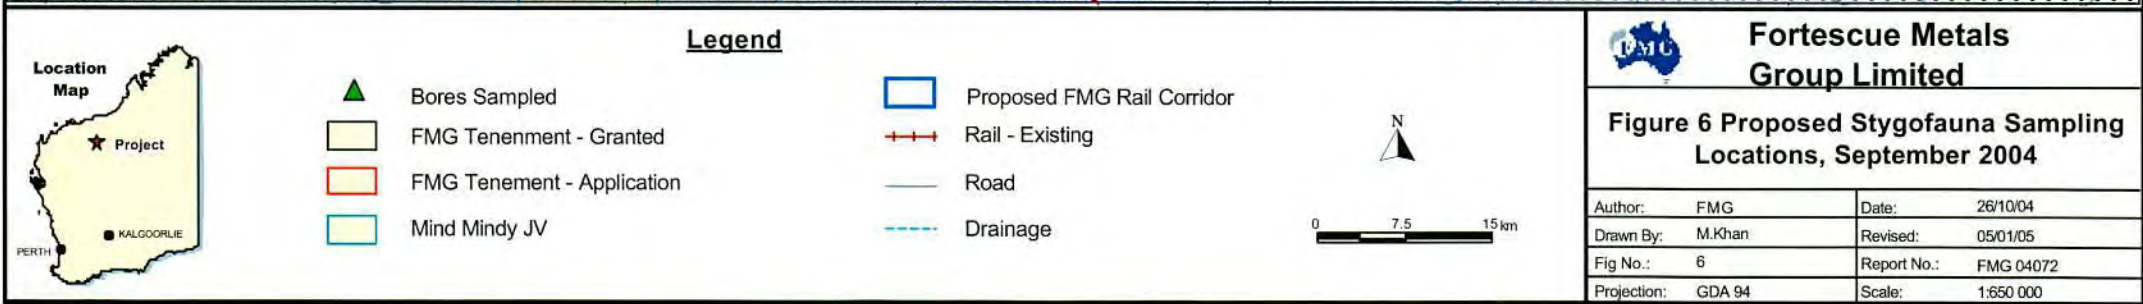 Location
Map
Project
KALGOORLIE
PERTH
Legend
Bores Sampled
FMG Tenenment - Granted
FMG Tenement - Application
Mind Mindy JV
Proposed FMG Rail Corridor
Rail - Existing
Road
Drainage
N
0 7.5 15 km
FMG
Fortescue Metals
Group Limited
Figure 6 Proposed Stygofauna Sampling
Locations, September 2004
Author: FMG Date: 26/10/04
Drawn By: M.Khan Revised: 05/01/05
Fig No.: 6 Report No.: FMG 04072
Projection: GDA 94 Scale: 1:650 000